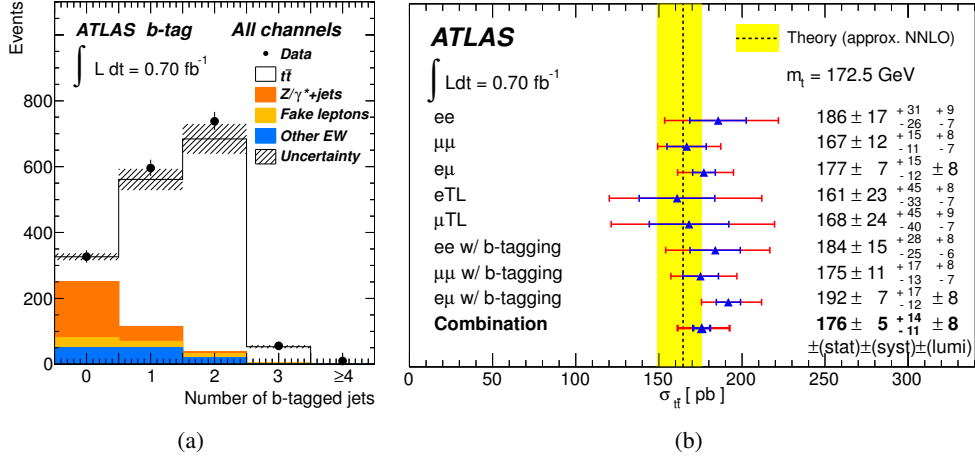 Events
ATLAS b-tag All channels
∫ L dt = 0.70 fb-1
Data
tt̄
Z/γ*+jets
Fake leptons
Other EW
Uncertainty
800
600
400
200
0
0 1 2 3 ≥4
Number of b-tagged jets
(a)
ATLAS
Theory (approx. NNLO)
∫ Ldt = 0.70 fb-1
mt = 172.5 GeV
ee 186 ± 17 +31 -26 +9 -7
μμ 167 ± 12 +15 -11 +8 -7
eμ 177 ± 7 +15 -12 ± 8
eTL 161 ± 23 +45 -33 +8 -7
μTL 168 ± 24 +45 -40 +9 -7
ee w/ b-tagging 184 ± 15 +28 -25 +8 -6
μμ w/ b-tagging 175 ± 11 +17 -13 +8 -7
eμ w/ b-tagging 192 ± 7 +17 -12 ± 8
Combination 176 ± 5 +14 -11 ± 8
±(stat)±(syst)±(lumi)
0 50 100 150 200 250 300
σtt̄ [ pb ]
(b)